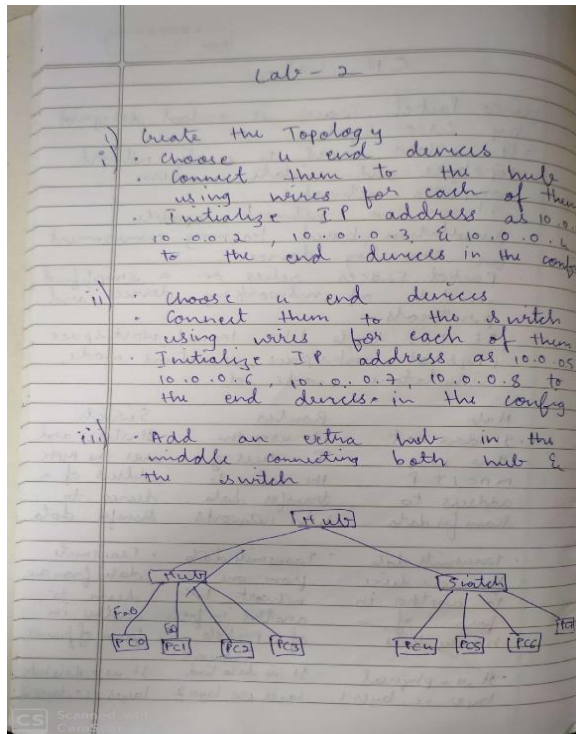 Lab - 2
1) Create the Topology
i) . Choose 4 end devices
. Connect them to the hub
using wires for each of them
. Initialize IP address as 10.0.
10.0.0.2, 10.0.0.3 & 10.0.0.4
to the end devices in the config
ii) . Choose 4 end devices
. Connect them to the switch
using wires for each of them
. Initialize IP address as 10.0.05
10.0.0.6, 10.0.0.7, 10.0.0.8 to
the end devices in the config
iii) . Add an extra hub in the
middle connecting both hub &
the switch
Hub
Hub Switch
Fa0
PC0 PC1 PC2 PC3 PC4 PC5 PC6
CS Scanned with
CamScanner